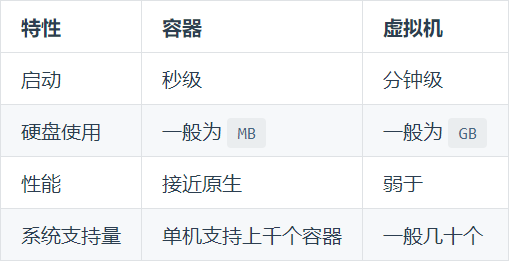 特性 容器 虚拟机
启动 秒级 分钟级
硬盘使用 一般为 MB 一般为 GB
性能 接近原生 弱于
系统支持量 单机支持上千个容器 一般几十个